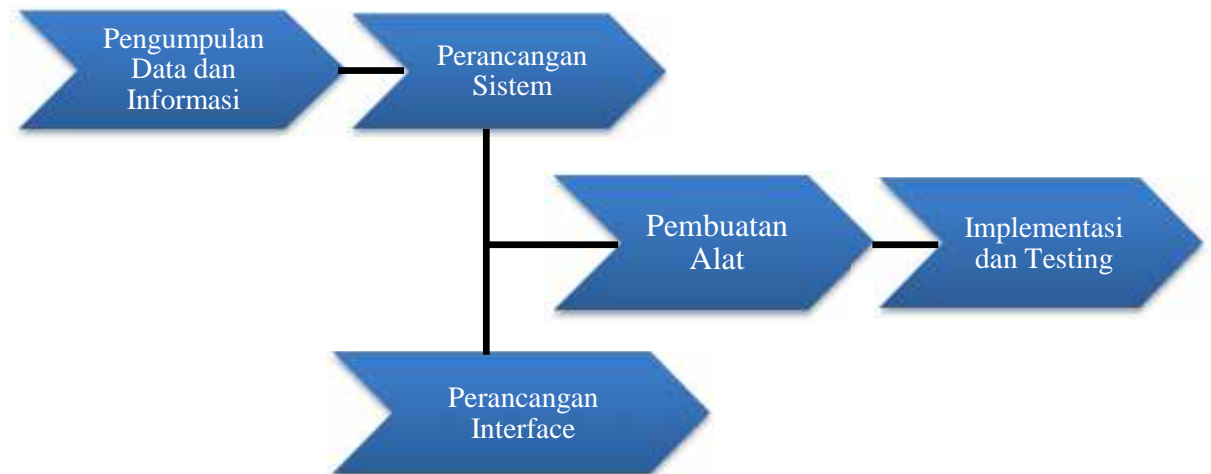 Pengumpulan
Data dan
Informasi
Perancangan
Sistem
Pembuatan
Alat
Implementasi
dan Testing
Perancangan
Interface